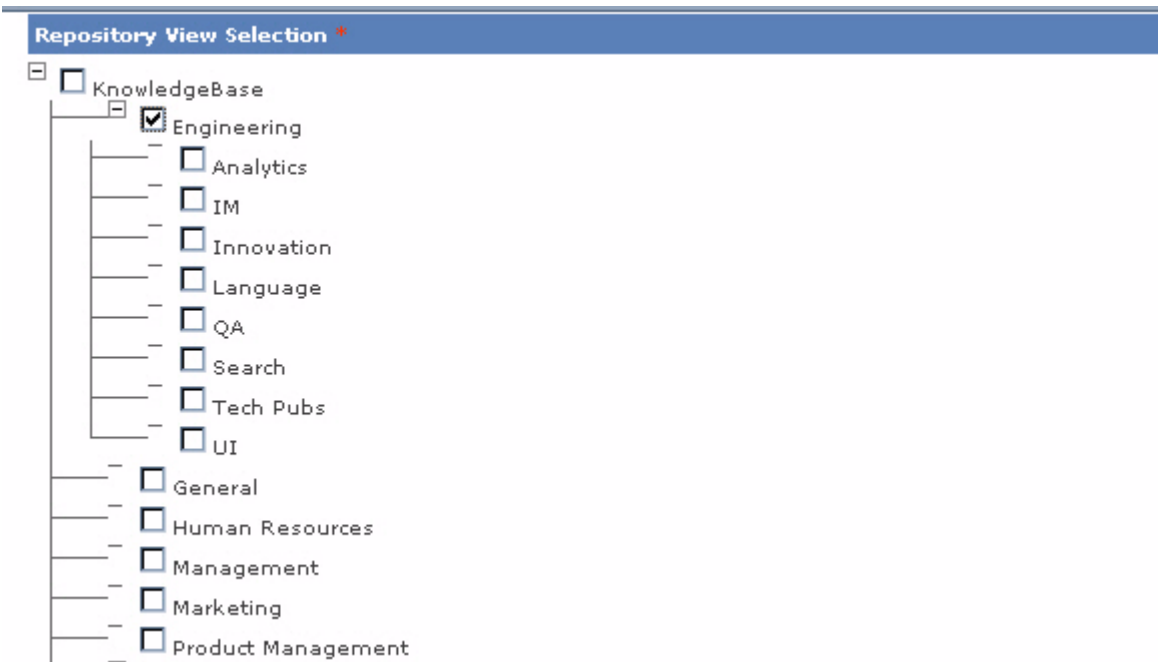 Repository View Selection *
KnowledgeBase
Engineering
Analytics
IM
Innovation
Language
QA
Search
Tech Pubs
UI
General
Human Resources
Management
Marketing
Product Management